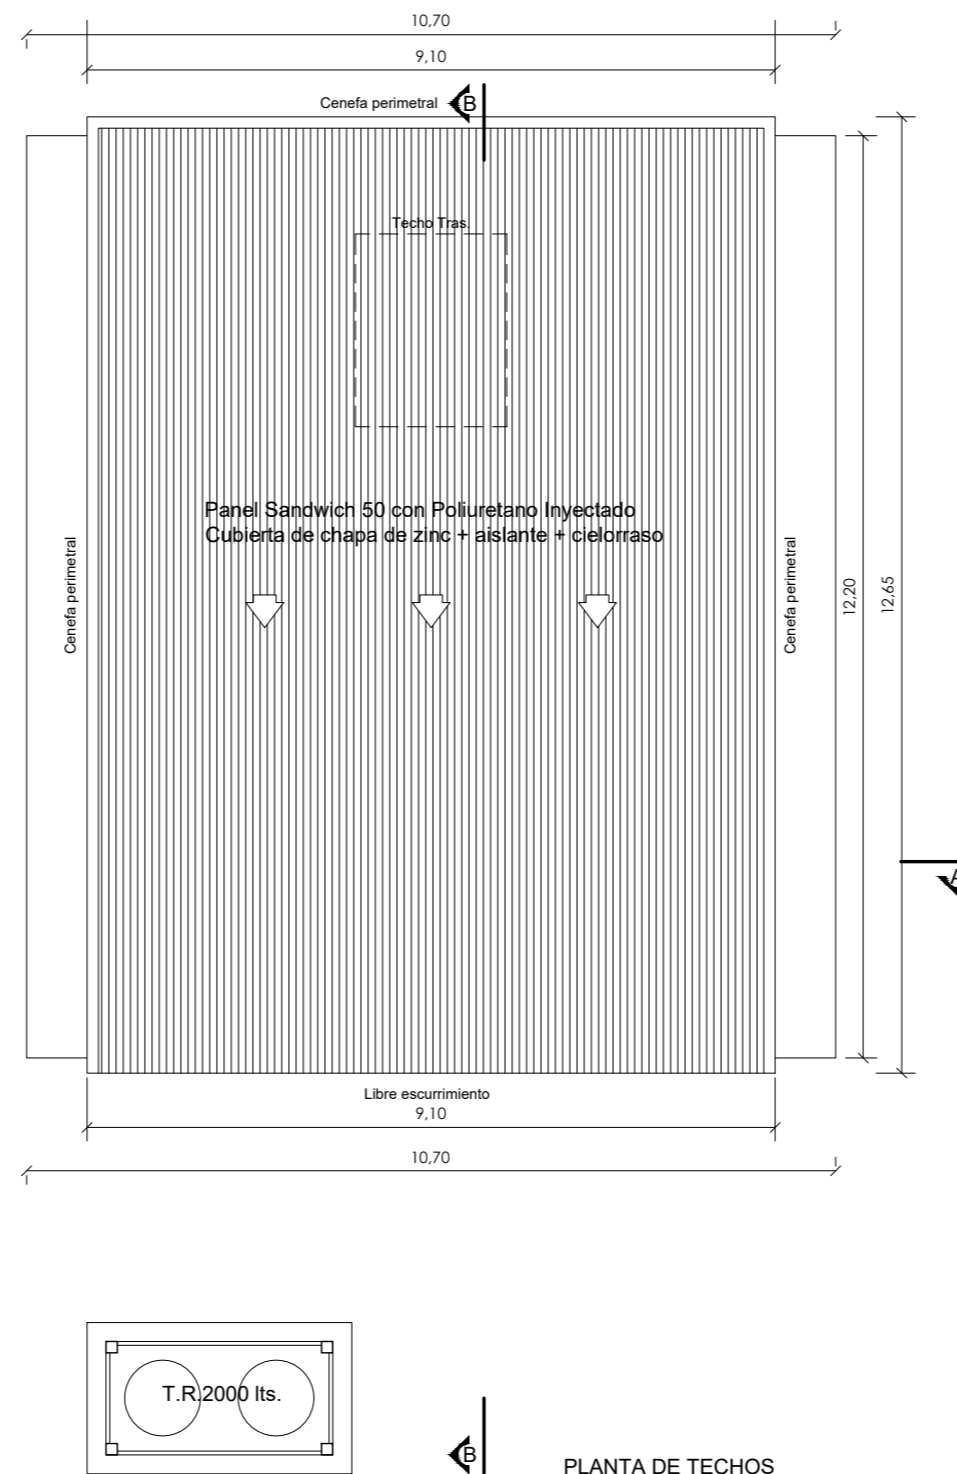 10,70
9,10
Cenefa perimetral
B
Techo Tras.
Panel Sandwich 50 con Poliuretano Inyectado
Cubierta de chapa de zinc + aislante + cielorraso
Cenefa perimetral
Cenefa perimetral
12,20
12,65
A
Libre escurrimiento
9,10
10,70
T.R.2000 lts.
B
PLANTA DE TECHOS